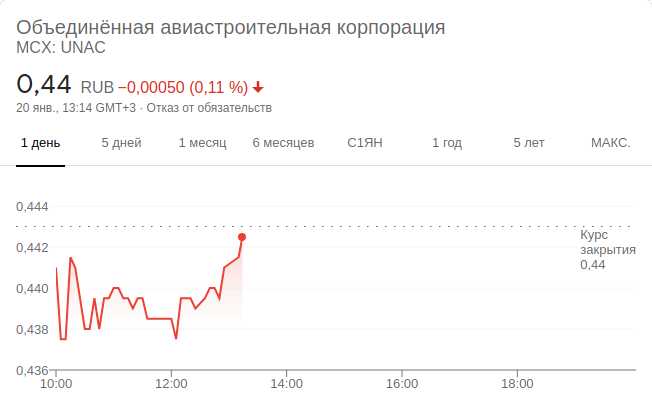 Объединённая авиастроительная корпорация
MCX: UNAC
0,44 RUB −0,00050 (0,11 %)
20 янв., 13:14 GMT+3 · Отказ от обязательств
1 день 5 дней 1 месяц 6 месяцев С1ЯН 1 год 5 лет МАКС.
0,444
Курс
0,442
закрытия
0,44
0,440
0,438
0,436
10:00 12:00 14:00 16:00 18:00